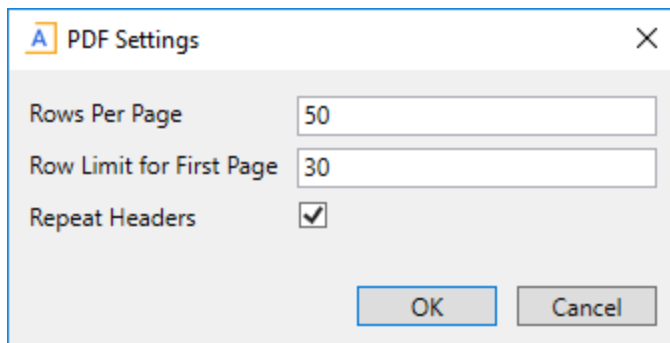 A PDF Settings
Rows Per Page 50
Row Limit for First Page 30
Repeat Headers
OK Cancel